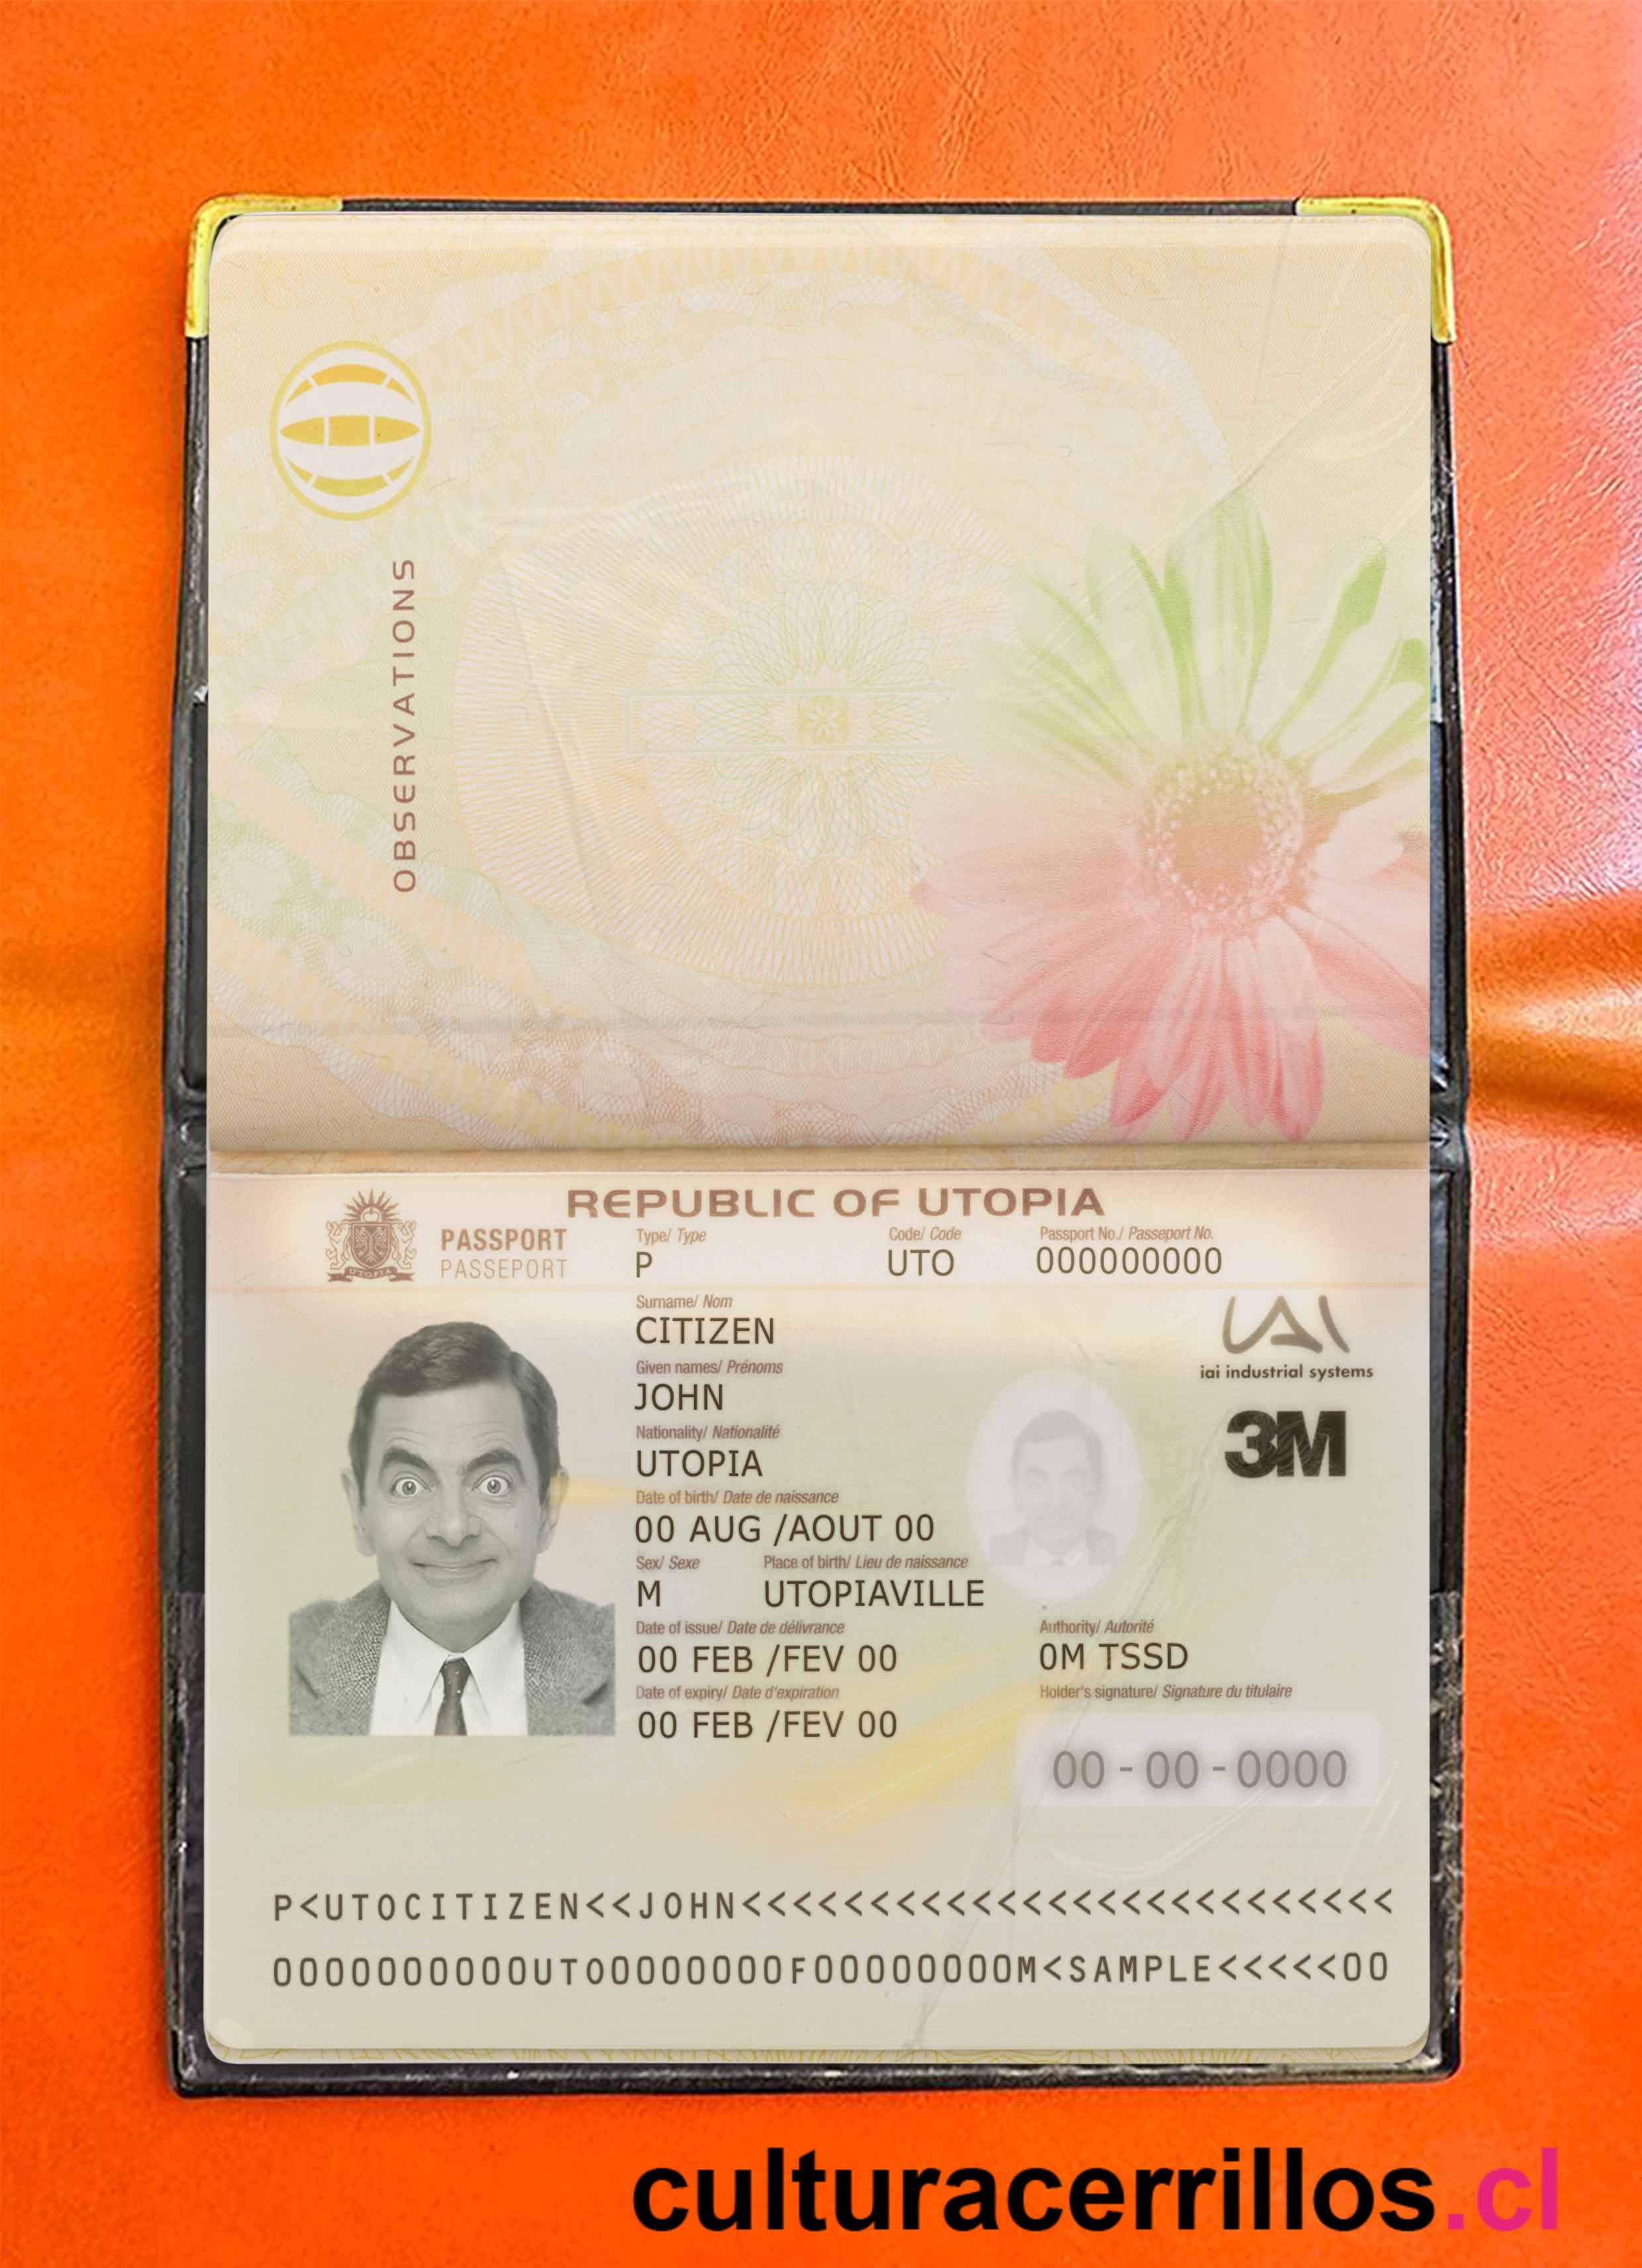 OBSERVATIONS
REPUBLIC OF UTOPIA
PASSPORT
PASSEPORT
Type/ Type
Code/ Code
Passport No./ Passeport No.
P
UTO
000000000
UTOPIA
Surname/ Nom
CITIZEN
Given names/ Prénoms
JOHN
Nationality/ Nationalité
UTOPIA
Date of birth/ Date de naissance
00 AUG /AOUT 00
Sex/ Sexe
Place of birth/ Lieu de naissance
M
UTOPIAVILLE
Date of issue/ Date de délivrance
00 FEB /FEV 00
Date of expiry/ Date d'expiration
00 FEB /FEV 00
IAI
iai industrial systems
3M
Authority/ Autorité
0M TSSD
Holder's signature/ Signature du titulaire
00 - 00 - 0000
P<UTOCITIZEN<<JOHN<<<<<<<<<<<<<<<<<<<<<<<<<<
0000000000UTO0000000F00000000M<SAMPLE<<<<<00
culturacerrillos.cl